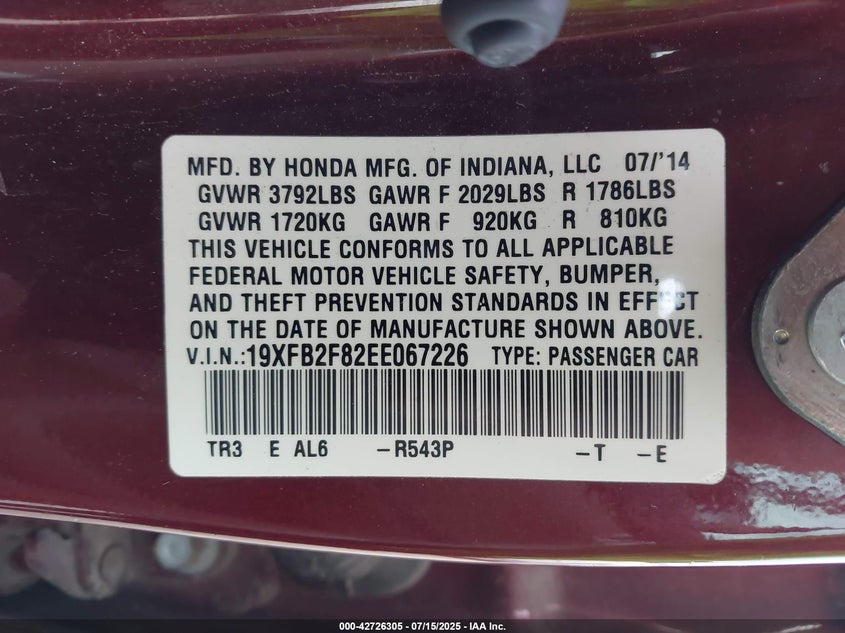 MFD. BY HONDA MFG. OF INDIANA, LLC 07/'14
GVWR 3792LBS GAWR F 2029LBS R 1786LBS
GVWR 1720KG GAWR F 920KG R 810KG
THIS VEHICLE CONFORMS TO ALL APPLICABLE
FEDERAL MOTOR VEHICLE SAFETY, BUMPER,
AND THEFT PREVENTION STANDARDS IN EFFECT
ON THE DATE OF MANUFACTURE SHOWN ABOVE.
V.I.N.:19XFB2F82EE067226 TYPE: PASSENGER CAR
TR3 E AL6 –R543P –T –E
000-42726305 - 07/15/2025 - IAA Inc.